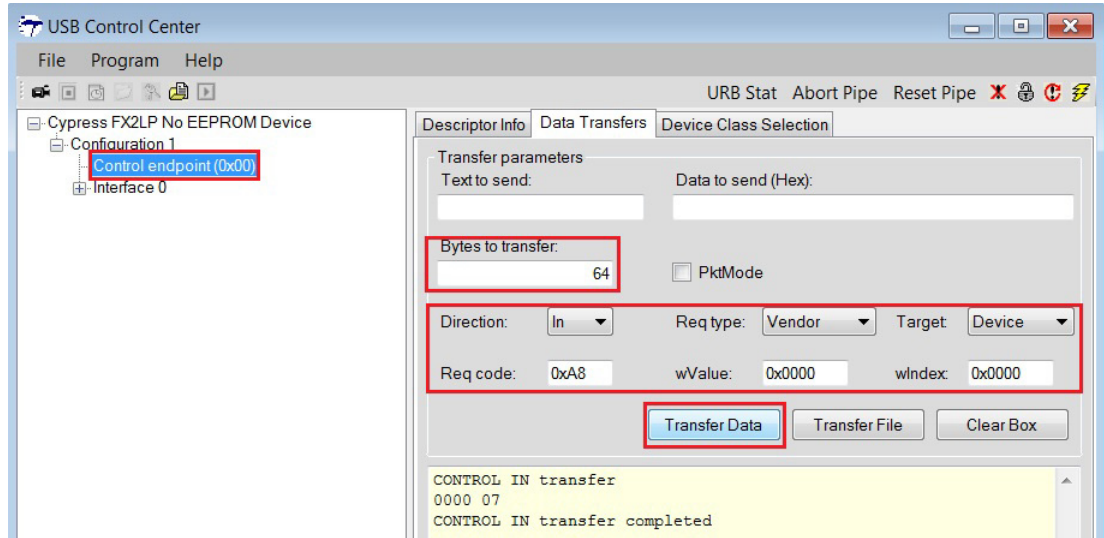 USB Control Center
File Program Help
URB Stat Abort Pipe Reset Pipe
Cypress FX2LP No EEPROM Device
Configuration 1
Control endpoint (0x00)
Interface 0
Descriptor Info Data Transfers Device Class Selection
Transfer parameters
Text to send: Data to send (Hex):
Bytes to transfer:
64 PktMode
Direction: In Req type: Vendor Target: Device
Req code: 0xA8 wValue: 0x0000 wIndex: 0x0000
Transfer Data Transfer File Clear Box
CONTROL IN transfer
0000 07
CONTROL IN transfer completed